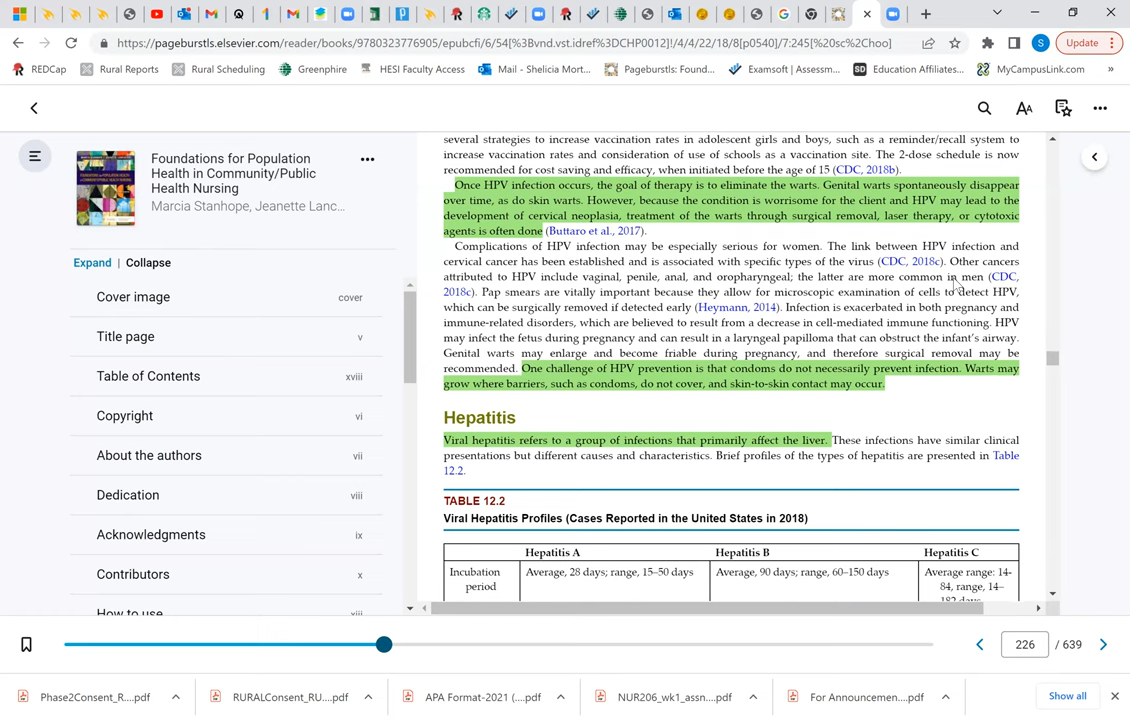 https://pageburstls.elsevier.com/reader/books/9780323776905/epubcfi/6/54[%3Bvnd.vst.idref%3DCHP0012]!/4/4/22/18/8[p0540]/7:245[%20sc%2Choo]
S
Update
REDCap
Rural Reports
Rural Scheduling
Greenphire
HESI Faculty Access
Mail - Shelicia Mort...
Pageburstls: Found...
Examsoft | Assessm...
SD
Education Affiliates...
MyCampusLink.com
»
Foundations for Population
Health in Community/Public
Health Nursing
Marcia Stanhope, Jeanette Lanc...
Expand | Collapse
Cover image cover
Title page v
Table of Contents xviii
Copyright vi
About the authors vii
Dedication viii
Acknowledgments ix
Contributors x
How to use xiii
several strategies to increase vaccination rates in adolescent girls and boys, such as a reminder/recall system to
increase vaccination rates and consideration of use of schools as a vaccination site. The 2-dose schedule is now
recommended for cost saving and efficacy, when initiated before the age of 15 (CDC, 2018b).
Once HPV infection occurs, the goal of therapy is to eliminate the warts. Genital warts spontaneously disappear
over time, as do skin warts. However, because the condition is worrisome for the client and HPV may lead to the
development of cervical neoplasia, treatment of the warts through surgical removal, laser therapy, or cytotoxic
agents is often done (Buttaro et al., 2017).
Complications of HPV infection may be especially serious for women. The link between HPV infection and
cervical cancer has been established and is associated with specific types of the virus (CDC, 2018c). Other cancers
attributed to HPV include vaginal, penile, anal, and oropharyngeal; the latter are more common in men (CDC,
2018c). Pap smears are vitally important because they allow for microscopic examination of cells to detect HPV,
which can be surgically removed if detected early (Heymann, 2014). Infection is exacerbated in both pregnancy and
immune-related disorders, which are believed to result from a decrease in cell-mediated immune functioning. HPV
may infect the fetus during pregnancy and can result in a laryngeal papilloma that can obstruct the infant's airway.
Genital warts may enlarge and become friable during pregnancy, and therefore surgical removal may be
recommended. One challenge of HPV prevention is that condoms do not necessarily prevent infection. Warts may
grow where barriers, such as condoms, do not cover, and skin-to-skin contact may occur.
Hepatitis
Viral hepatitis refers to a group of infections that primarily affect the liver. These infections have similar clinical
presentations but different causes and characteristics. Brief profiles of the types of hepatitis are presented in Table
12.2.
TABLE 12.2
Viral Hepatitis Profiles (Cases Reported in the United States in 2018)
Hepatitis A Hepatitis B Hepatitis C
Incubation period
Average, 28 days; range, 15–50 days
Average, 90 days; range, 60–150 days
Average range: 14-
84, range, 14–
182 days
226 / 639
Phase2Consent_R....pdf
RURALConsent_RU....pdf
APA Format-2021 (....pdf
NUR206_wk1_assn....pdf
For Announcemen....pdf
Show all